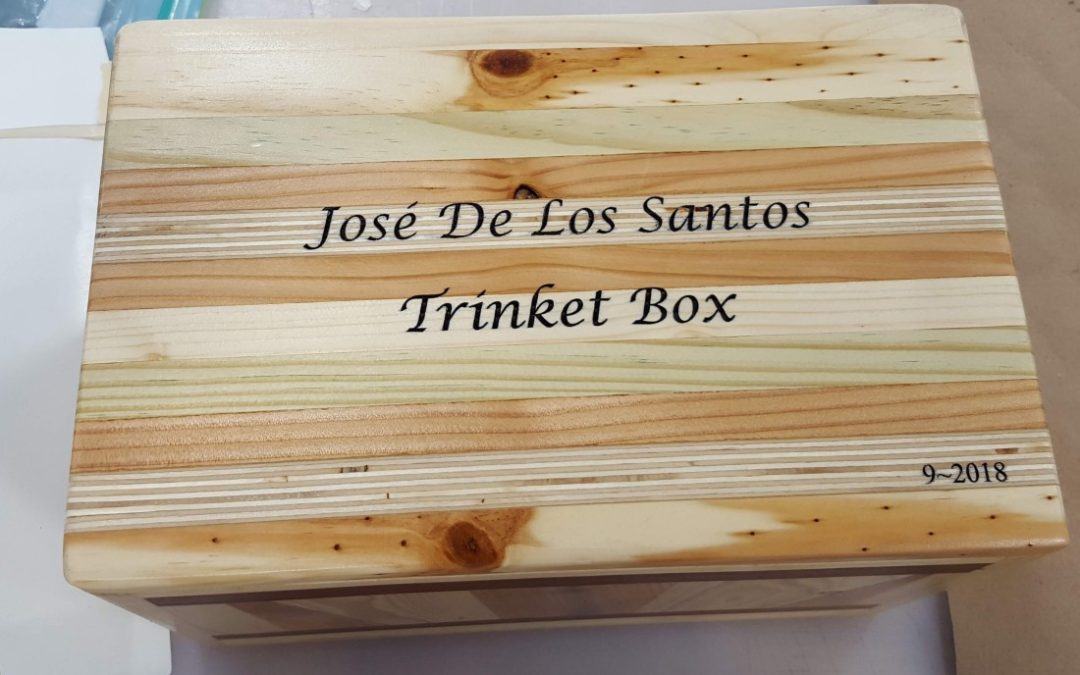 José De Los Santos
Trinket Box
9~2018